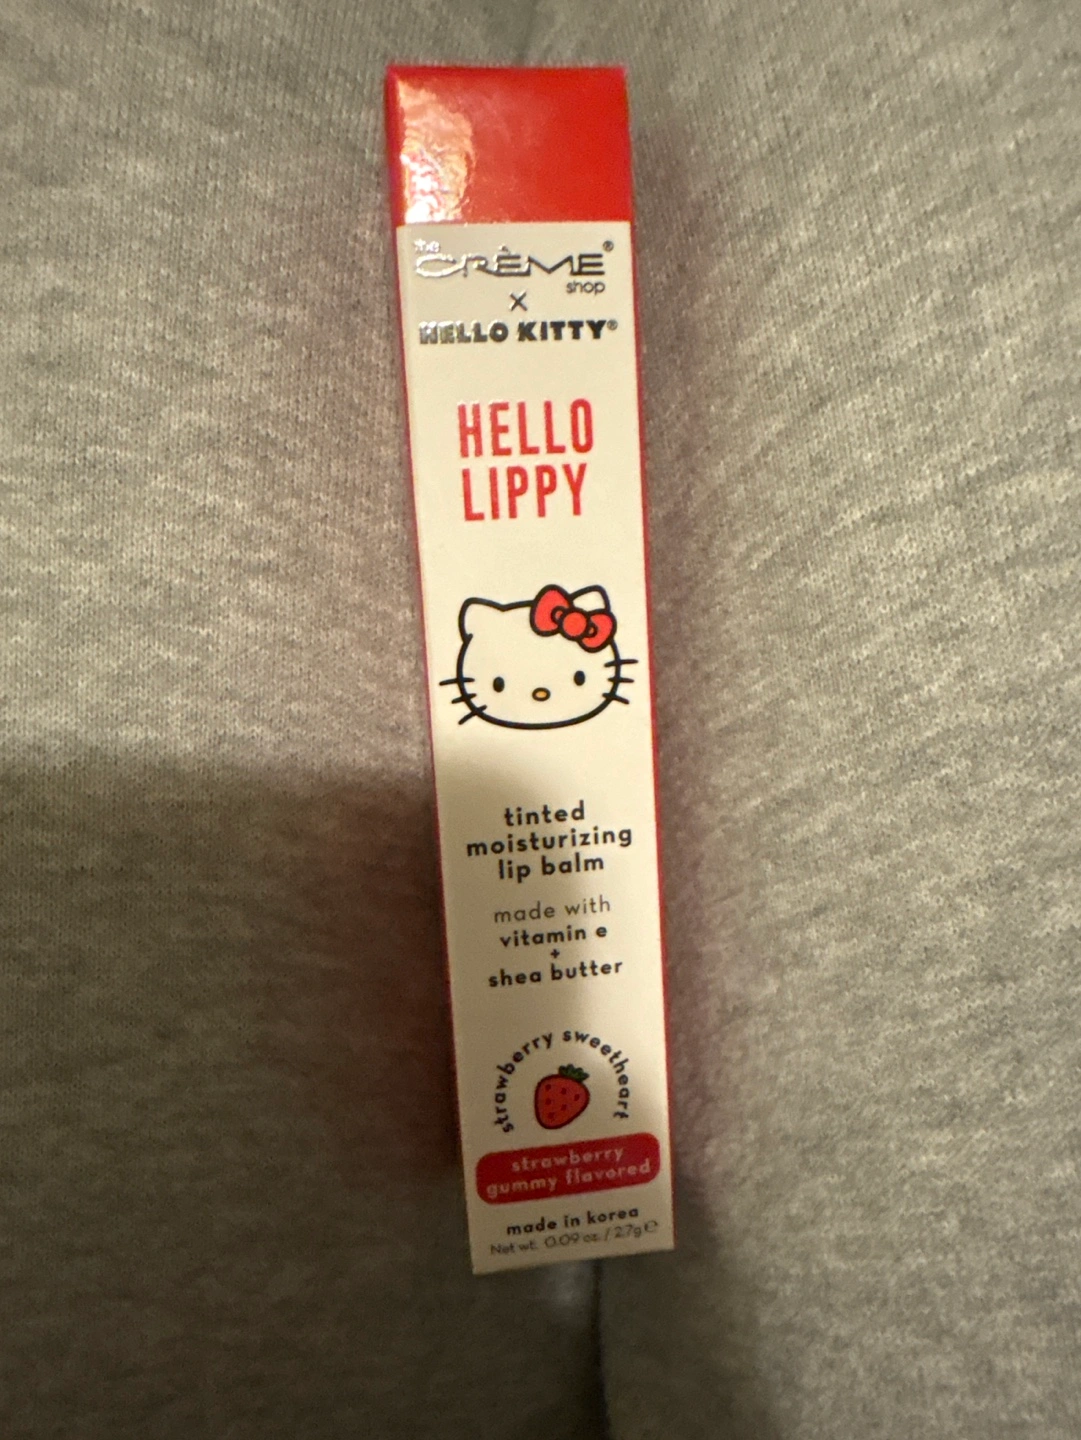 the
CRÈME®
shop
x
HELLO KITTY®
HELLO
LIPPY
tinted
moisturizing
lip balm
made with
vitamin e
+
shea butter
strawberry sweetheart
strawberry
gummy flavored
made in korea
Net wt. 0.09 oz. / 2.7g ℮